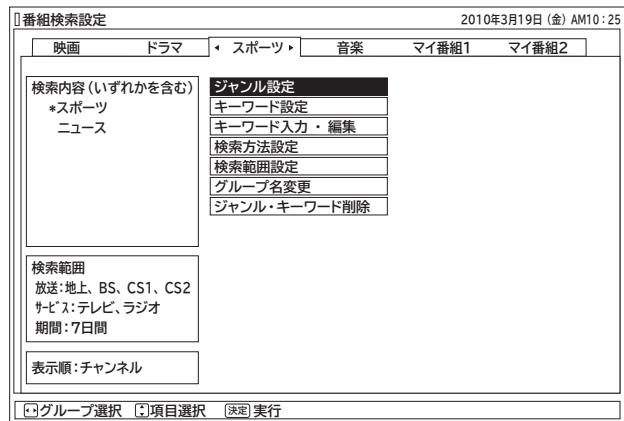 番組検索設定 2010年3月19日 (金) AM10:25
映画 ドラマ スポーツ 音楽 マイ番組1 マイ番組2
検索内容(いずれかを含む)
*スポーツ
ニュース
ジャンル設定
キーワード設定
キーワード入力 ・ 編集
検索方法設定
検索範囲設定
グループ名変更
ジャンル・キーワード削除
検索範囲
放送:地上、BS、CS1、CS2
サービス:テレビ、ラジオ
期間:7日間
表示順:チャンネル
グループ選択 項目選択 決定 実行